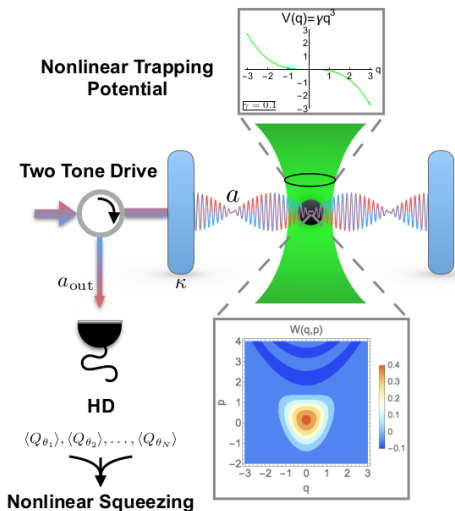 V(q)=γq³
3
2
1
q
−3 −2 −1 1 2 3
−1
−2
−3
γ = 0.1
Nonlinear Trapping
Potential
Two Tone Drive
a
a_out
κ
HD
⟨Q_θ₁⟩, ⟨Q_θ₂⟩, . . . , ⟨Q_θ_N⟩
Nonlinear Squeezing
W(q,p)
4
3
2
1
0
−1
−2
p
−3 −2 −1 0 1 2 3
q
0.4
0.3
0.2
0.1
0
−0.1